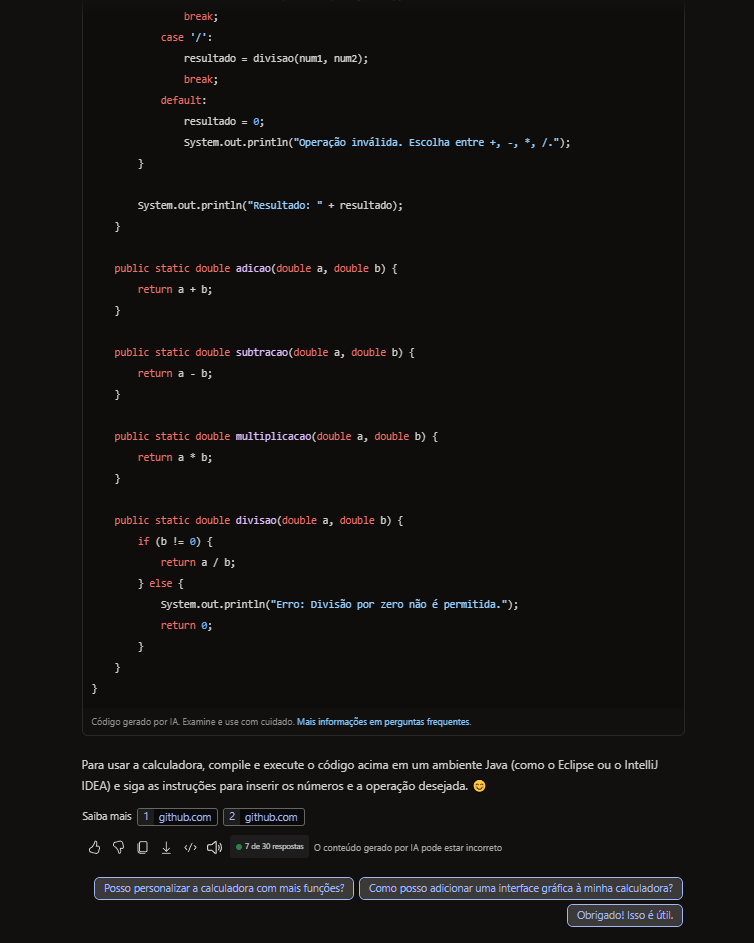 break;
case '/':
resultado = divisao(num1, num2);
break;
default:
resultado = 0;
System.out.println("Operação inválida. Escolha entre +, -, *, /.");
}
System.out.println("Resultado: " + resultado);
}
public static double adicao(double a, double b) {
return a + b;
}
public static double subtracao(double a, double b) {
return a - b;
}
public static double multiplicacao(double a, double b) {
return a * b;
}
public static double divisao(double a, double b) {
if (b != 0) {
return a / b;
} else {
System.out.println("Erro: Divisão por zero não é permitida.");
return 0;
}
}
}
Código gerado por IA. Examine e use com cuidado. Mais informações em perguntas frequentes.
Para usar a calculadora, compile e execute o código acima em um ambiente Java (como o Eclipse ou o IntelliJ
IDEA) e siga as instruções para inserir os números e a operação desejada. 😊
Saiba mais 1 github.com 2 github.com
7 de 30 respostas O conteúdo gerado por IA pode estar incorreto
Posso personalizar a calculadora com mais funções? Como posso adicionar uma interface gráfica à minha calculadora?
Obrigado! Isso é útil.